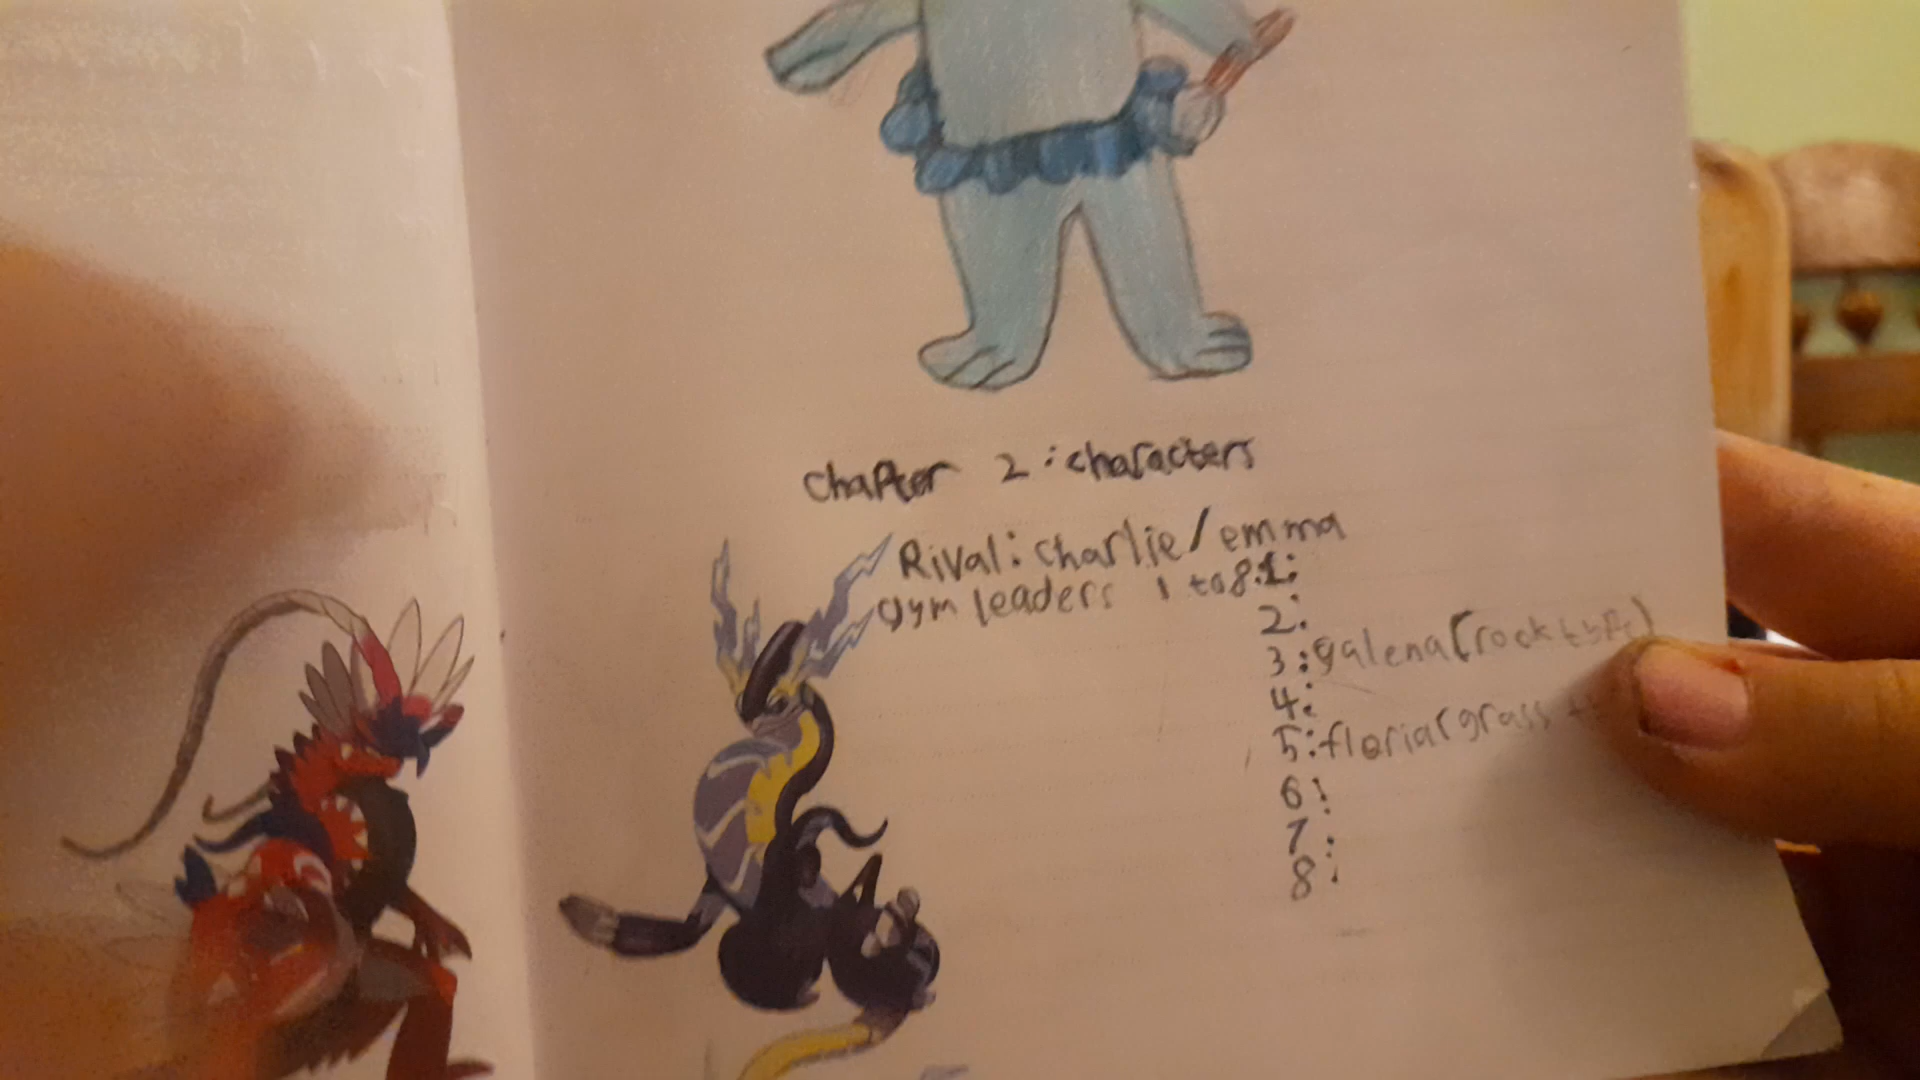 Chapter 2: characters
Rival: charlie/emma
gym leaders 1 to 8:1:
2:
3:galena(rock type)
4:
5:floria(grass
6:
7:
8: